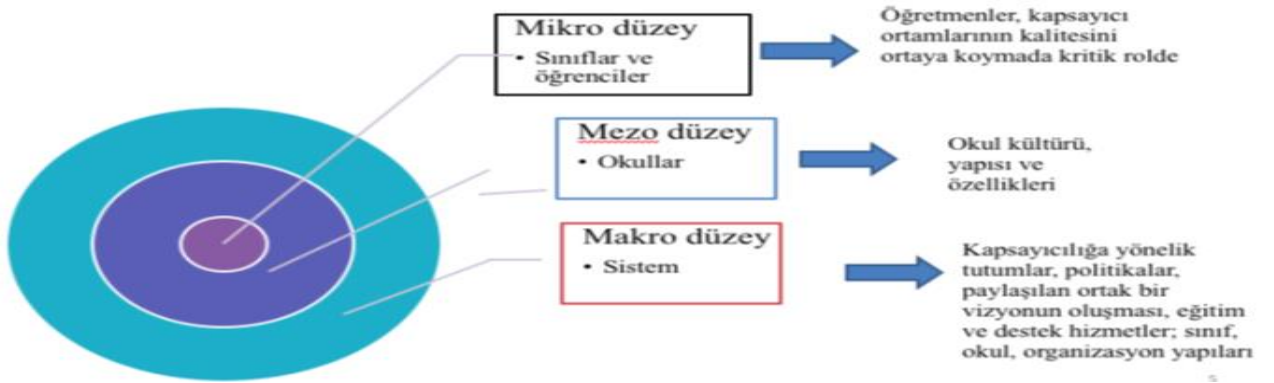 Mikro düzey
• Sınıflar ve
öğrenciler
Öğretmenler, kapsayıcı
ortamlarının kalitesini
ortaya koymada kritik rolde
Mezo düzey
• Okullar
Okul kültürü,
yapısı ve
özellikleri
Makro düzey
• Sistem
Kapsayıcılığa yönelik
tutumlar, politikalar,
paylaşılan ortak bir
vizyonun oluşması, eğitim
ve destek hizmetler; sınıf,
okul, organizasyon yapıları